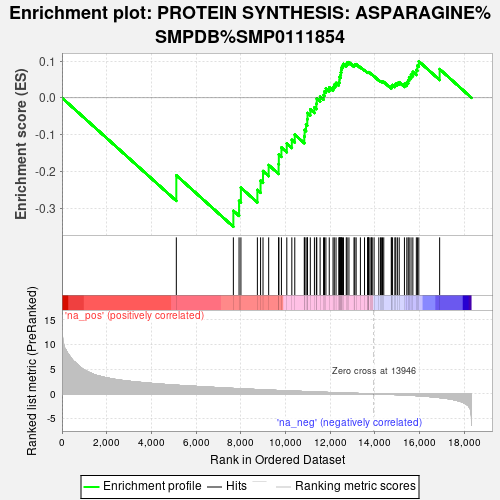 Enrichment plot: PROTEIN SYNTHESIS: ASPARAGINE%
SMPDB%SMP0111854
Enrichment score (ES)
0.1
0.0
-0.1
-0.2
-0.3
'na_pos' (positively correlated)
Ranked list metric (PreRanked)
15
10
5
0
-5
Zero cross at 13946
'na_neg' (negatively correlated)
0 2,000 4,000 6,000 8,000 10,000 12,000 14,000 16,000 18,000
Rank in Ordered Dataset
Enrichment profile Hits Ranking metric scores